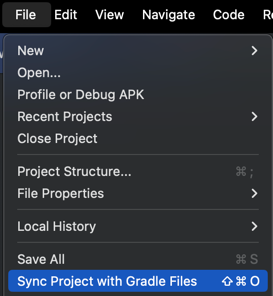 File Edit View Navigate Code
New
Open...
Profile or Debug APK
Recent Projects
Close Project
Project Structure... ⌘ ;
File Properties
Local History
Save All ⌘ S
Sync Project with Gradle Files ⇧ ⌘ O